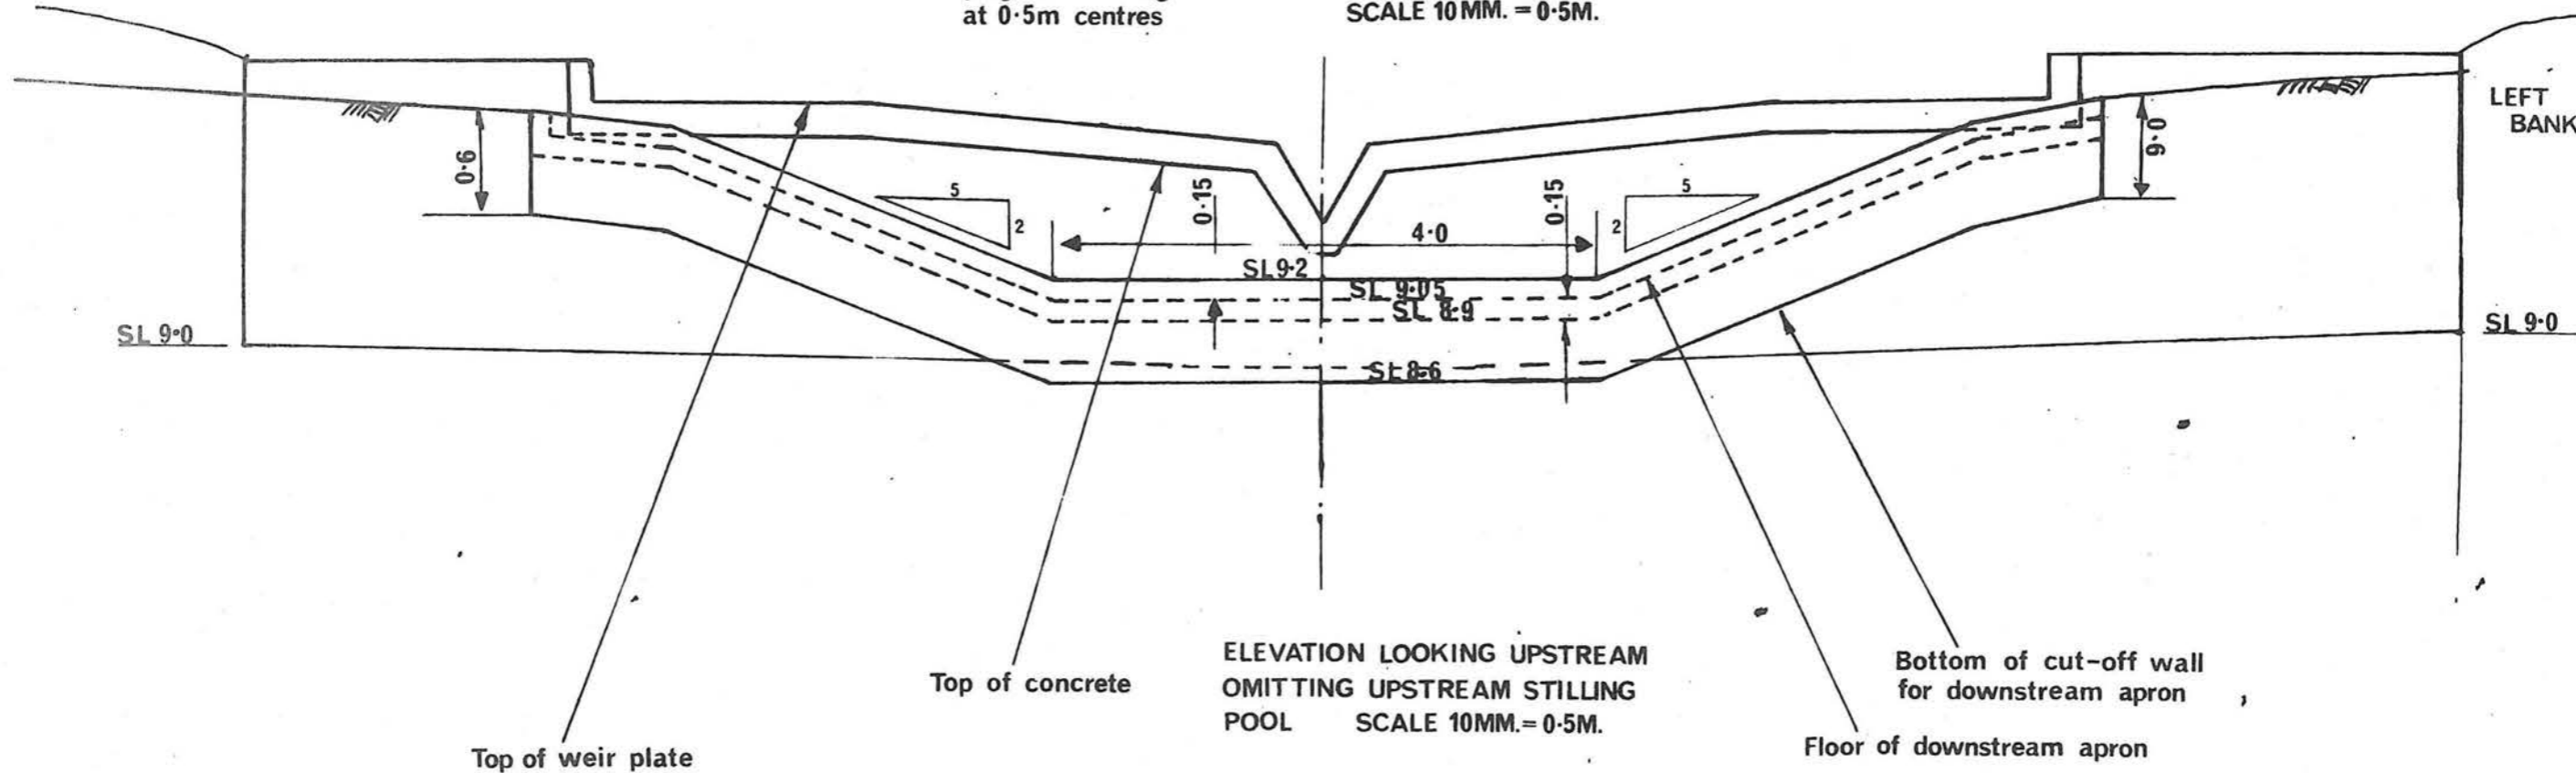 at 0·5m centres
SCALE 10MM. = 0·5M.
LEFT
BANK
0·6
5
2
0·15
4·0
0·15
5
2
0·6
SL 9·2
SL 9·05
SL 8·9
SL 9·0
SL 9·0
SL 8·6
ELEVATION LOOKING UPSTREAM
OMITTING UPSTREAM STILLING
POOL SCALE 10MM.= 0·5M.
Top of concrete
Top of weir plate
Bottom of cut-off wall
for downstream apron
Floor of downstream apron